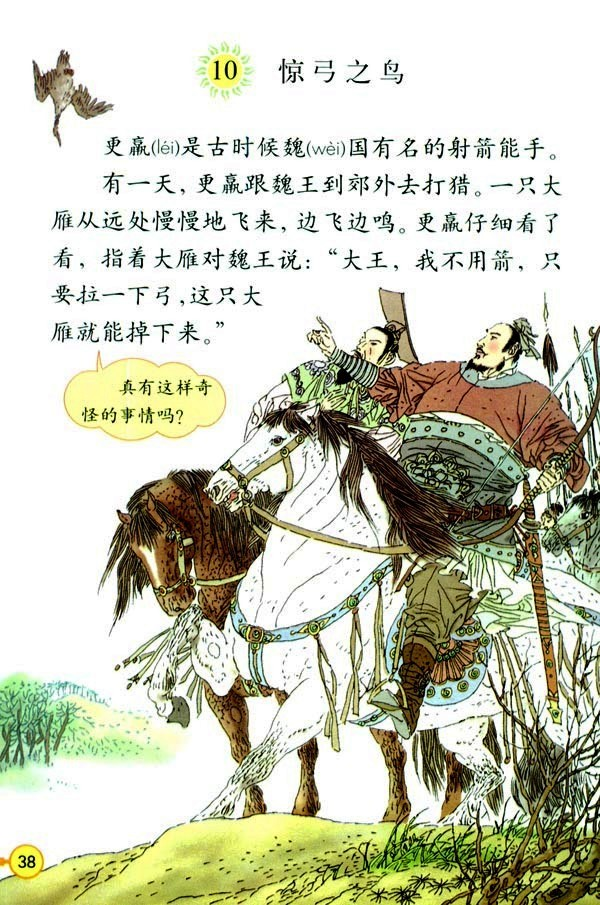 10 惊弓之鸟
更羸(léi)是古时候魏(wèi)国有名的射箭能手。
有一天，更羸跟魏王到郊外去打猎。一只大
雁从远处慢慢地飞来，边飞边鸣。更羸仔细看了
看，指着大雁对魏王说：“大王，我不用箭，只
要拉一下弓，这只大
雁就能掉下来。”
真有这样奇
怪的事情吗？
38